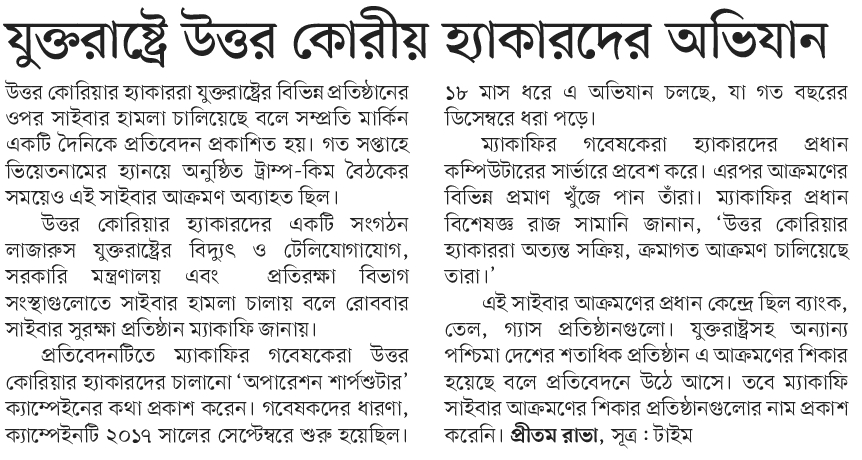 যুক্তরাষ্ট্রে উত্তর কোরীয় হ্যাকারদের অভিযান
উত্তর কোরিয়ার হ্যাকাররা যুক্তরাষ্ট্রের বিভিন্ন প্রতিষ্ঠানের
ওপর সাইবার হামলা চালিয়েছে বলে সম্প্রতি মার্কিন
একটি দৈনিকে প্রতিবেদন প্রকাশিত হয়। গত সপ্তাহে
ভিয়েতনামের হ্যানয়ে অনুষ্ঠিত ট্রাম্প-কিম বৈঠকের
সময়েও এই সাইবার আক্রমণ অব্যাহত ছিল।
উত্তর কোরিয়ার হ্যাকারদের একটি সংগঠন
লাজারুস যুক্তরাষ্ট্রের বিদ্যুৎ ও টেলিযোগাযোগ,
সরকারি মন্ত্রণালয় এবং প্রতিরক্ষা বিভাগ
সংস্থাগুলোতে সাইবার হামলা চালায় বলে রোববার
সাইবার সুরক্ষা প্রতিষ্ঠান ম্যাকাফি জানায়।
প্রতিবেদনটিতে ম্যাকাফির গবেষকেরা উত্তর
কোরিয়ার হ্যাকারদের চালানো ‘অপারেশন শার্পশুটার’
ক্যাম্পেইনের কথা প্রকাশ করেন। গবেষকদের ধারণা,
ক্যাম্পেইনটি ২০১৭ সালের সেপ্টেম্বরে শুরু হয়েছিল।
১৮ মাস ধরে এ অভিযান চলছে, যা গত বছরের
ডিসেম্বরে ধরা পড়ে।
ম্যাকাফির গবেষকেরা হ্যাকারদের প্রধান
কম্পিউটারের সার্ভারে প্রবেশ করে। এরপর আক্রমণের
বিভিন্ন প্রমাণ খুঁজে পান তাঁরা। ম্যাকাফির প্রধান
বিশেষজ্ঞ রাজ সামানি জানান, ‘উত্তর কোরিয়ার
হ্যাকাররা অত্যন্ত সক্রিয়, ক্রমাগত আক্রমণ চালিয়েছে
তারা।’
এই সাইবার আক্রমণের প্রধান কেন্দ্রে ছিল ব্যাংক,
তেল, গ্যাস প্রতিষ্ঠানগুলো। যুক্তরাষ্ট্রসহ অন্যান্য
পশ্চিমা দেশের শতাধিক প্রতিষ্ঠান এ আক্রমণের শিকার
হয়েছে বলে প্রতিবেদনে উঠে আসে। তবে ম্যাকাফি
সাইবার আক্রমণের শিকার প্রতিষ্ঠানগুলোর নাম প্রকাশ
করেনি। প্রীতম রাভা, সূত্র : টাইম